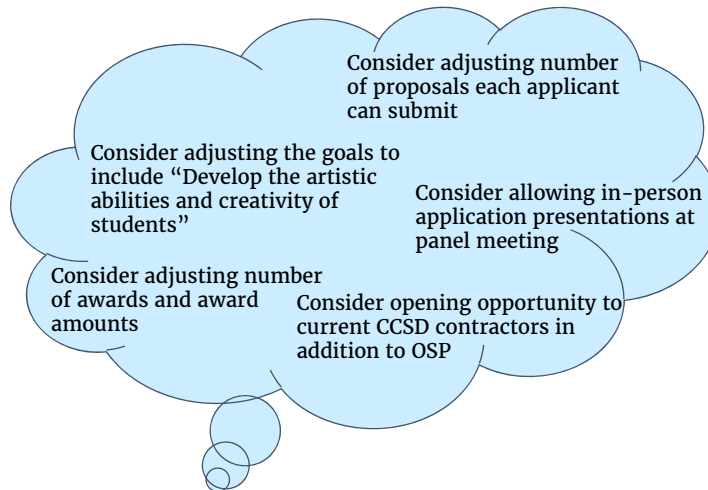 Consider adjusting number
of proposals each applicant
can submit
Consider adjusting the goals to
include “Develop the artistic
abilities and creativity of
students”
Consider allowing in-person
application presentations at
panel meeting
Consider adjusting number
of awards and award
amounts
Consider opening opportunity to
current CCSD contractors in
addition to OSP